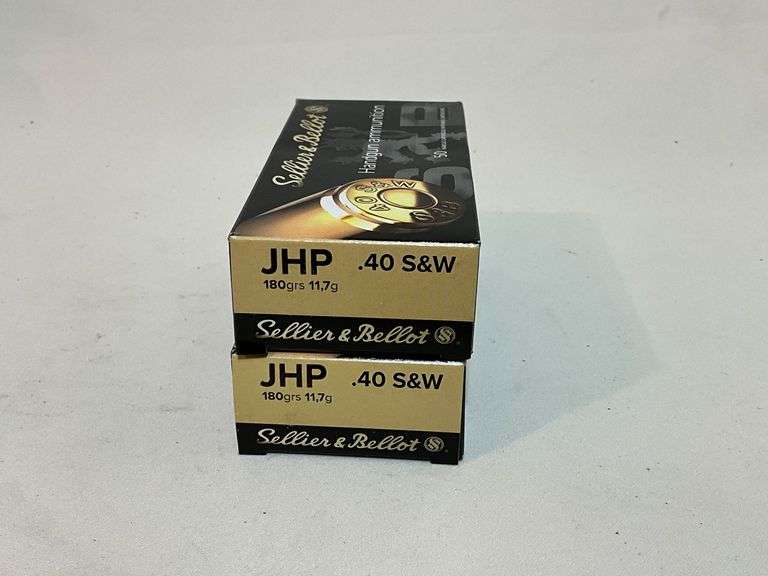 Sellier & Bellot
Handgun ammunition
50
.40 S&W
S&B
JHP .40 S&W
180grs 11,7g
Sellier & Bellot
JHP .40 S&W
180grs 11,7g
Sellier & Bellot